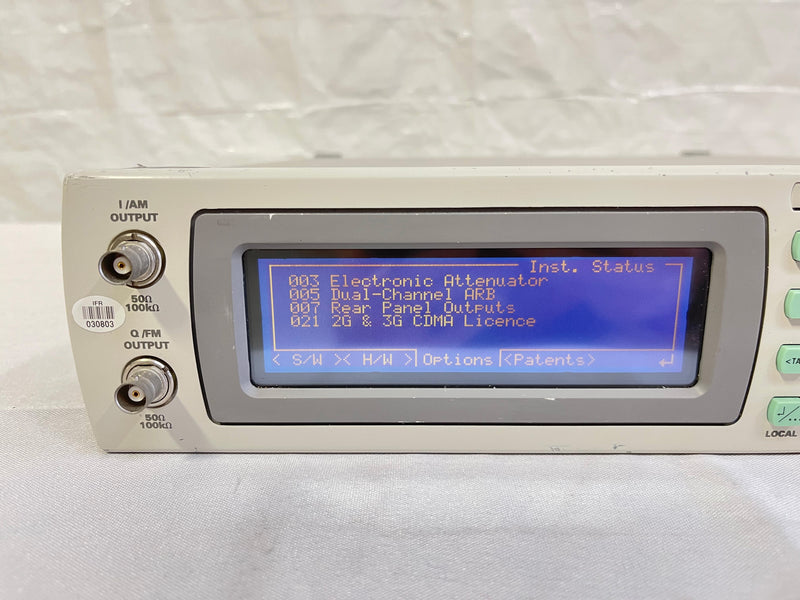 I /AM
OUTPUT
50Ω
100kΩ
IFR
030803
Q /FM
OUTPUT
50Ω
100kΩ
Inst. Status
003 Electronic Attenuator
005 Dual-Channel ARB
007 Rear Panel Outputs
021 2G & 3G CDMA Licence
< S/W >< H/W > Options <Patents>
<TA
LOCAL